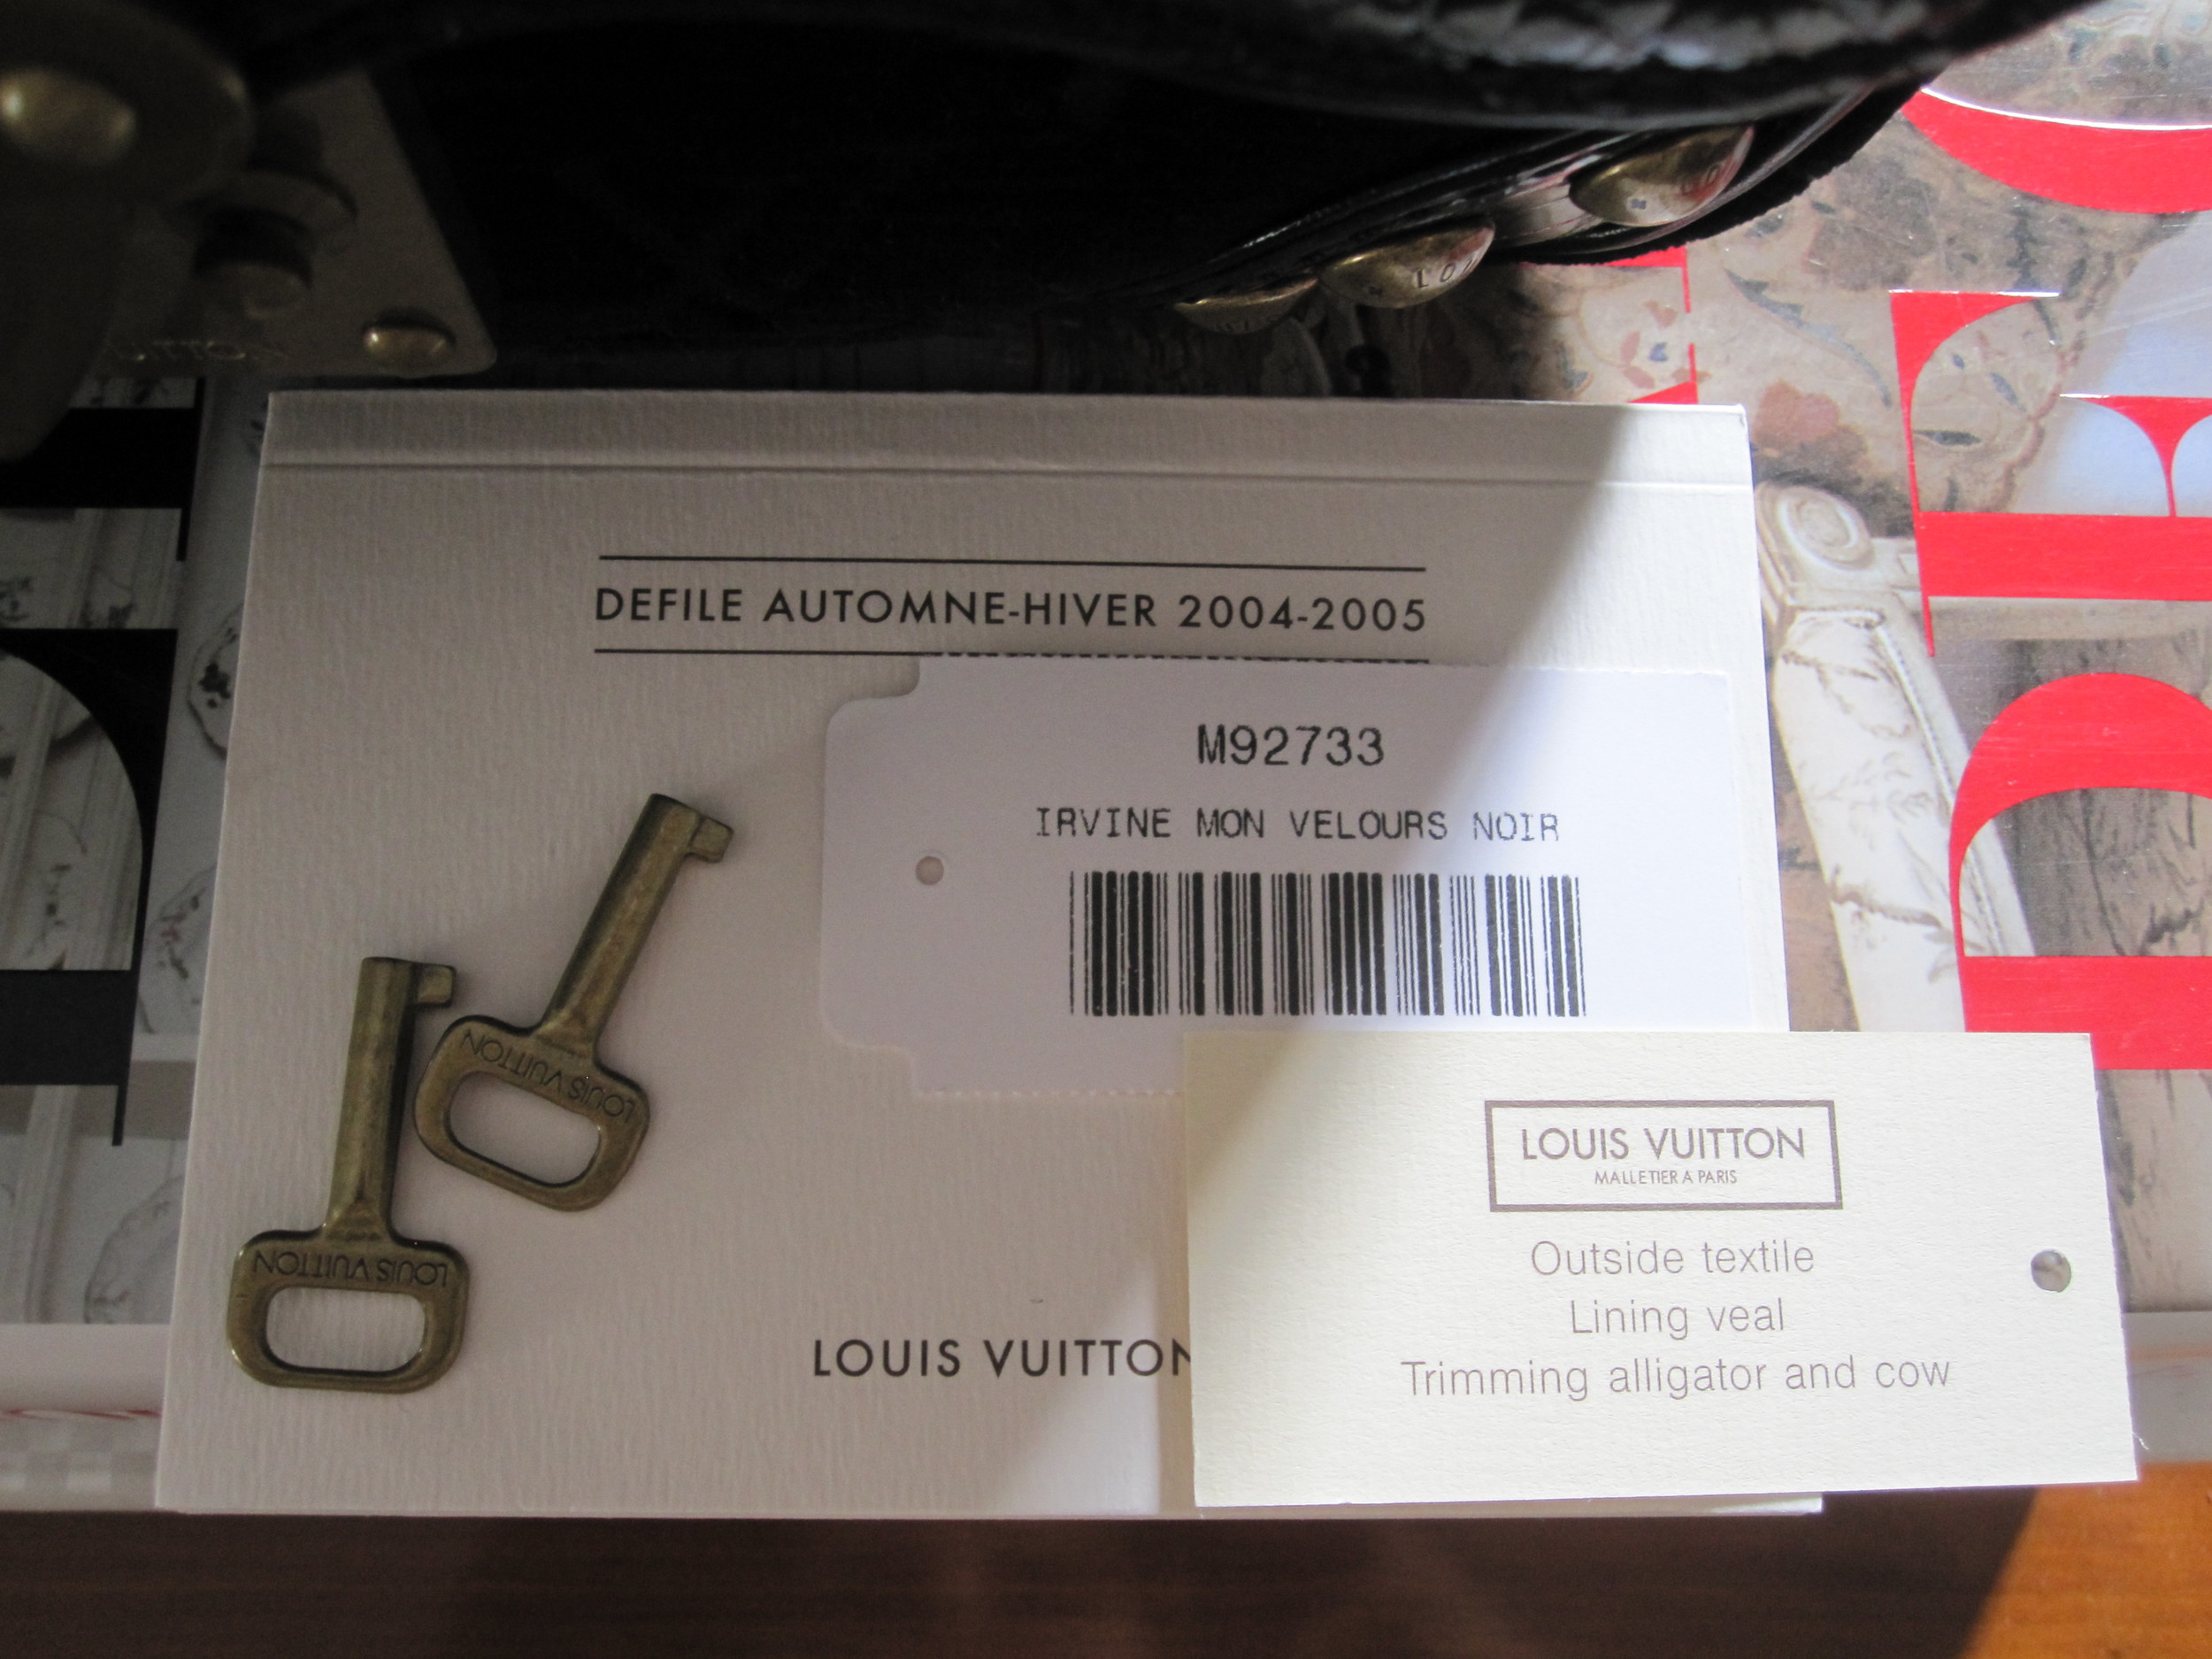 DEFILE AUTOMNE-HIVER 2004-2005
M92733
IRVINE MON VELOURS NOIR
LOUIS VUITTON
LOUIS VUITTON
LOUIS VUITTON
LOUIS VUITTON
MALLETIER A PARIS
Outside textile
Lining veal
Trimming alligator and cow